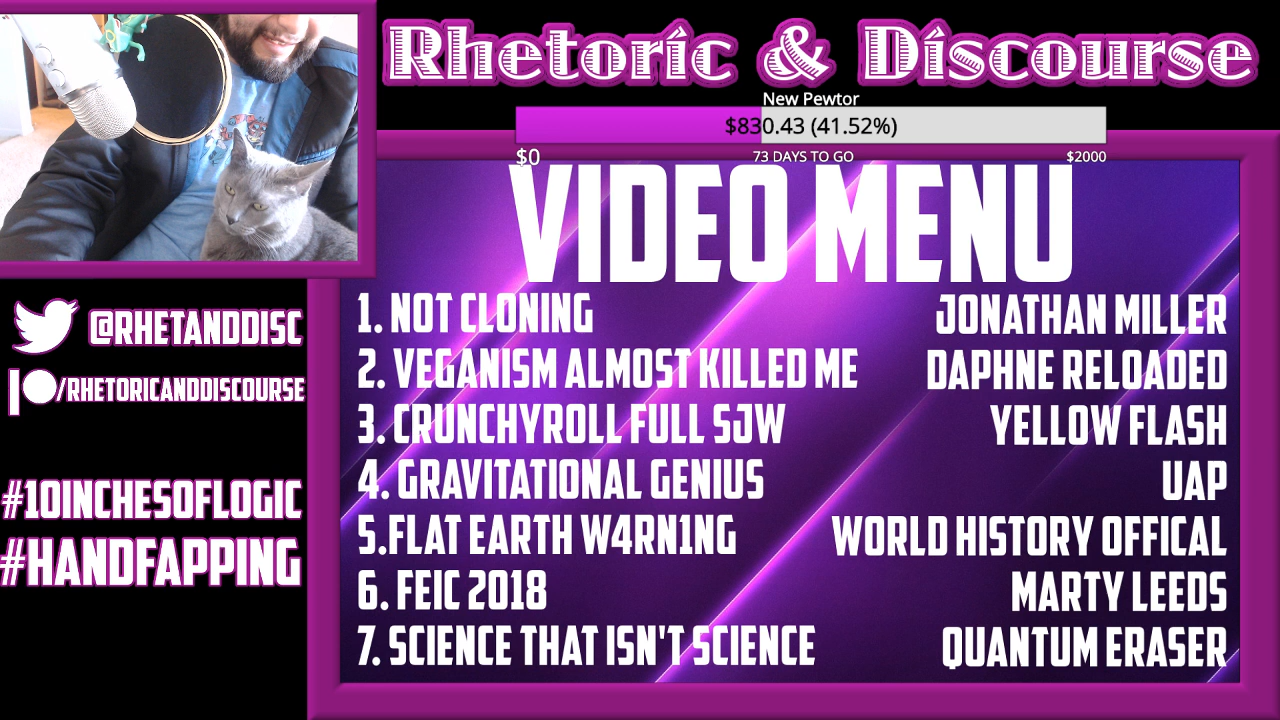 Rhetoric & Discourse
New Pewtor
$830.43 (41.52%)
$0
73 DAYS TO GO
$2000
VIDEO MENU
1. NOT CLONING JONATHAN MILLER
2. VEGANISM ALMOST KILLED ME DAPHNE RELOADED
3. CRUNCHYROLL FULL SJW YELLOW FLASH
4. GRAVITATIONAL GENIUS UAP
5.FLAT EARTH W4RN1NG WORLD HISTORY OFFICAL
6. FEIC 2018 MARTY LEEDS
7. SCIENCE THAT ISN'T SCIENCE QUANTUM ERASER
@RHETANDDISC
/RHETORICANDDISCOURSE
#10INCHESOFLOGIC
#HANDFAPPING